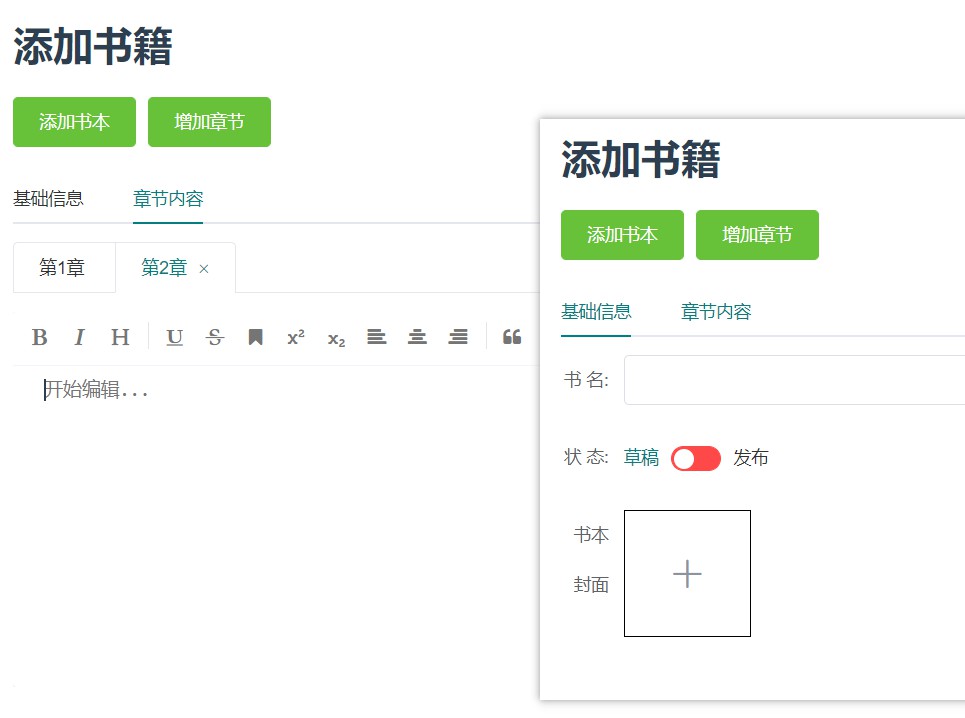 添加书籍
添加书本 增加章节
基础信息 章节内容
第1章 第2章 ×
B I H U S x² x₂
开始编辑...
添加书籍
添加书本 增加章节
基础信息 章节内容
书 名:
状 态: 草稿 发布
书本
封面